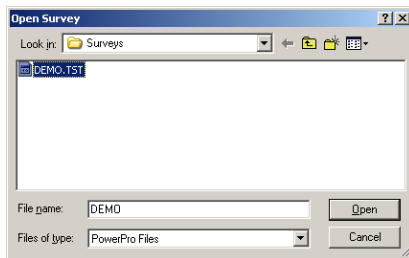 Open Survey
Look in: Surveys
DEMO.TST
File name: DEMO Open
Files of type: PowerPro Files Cancel